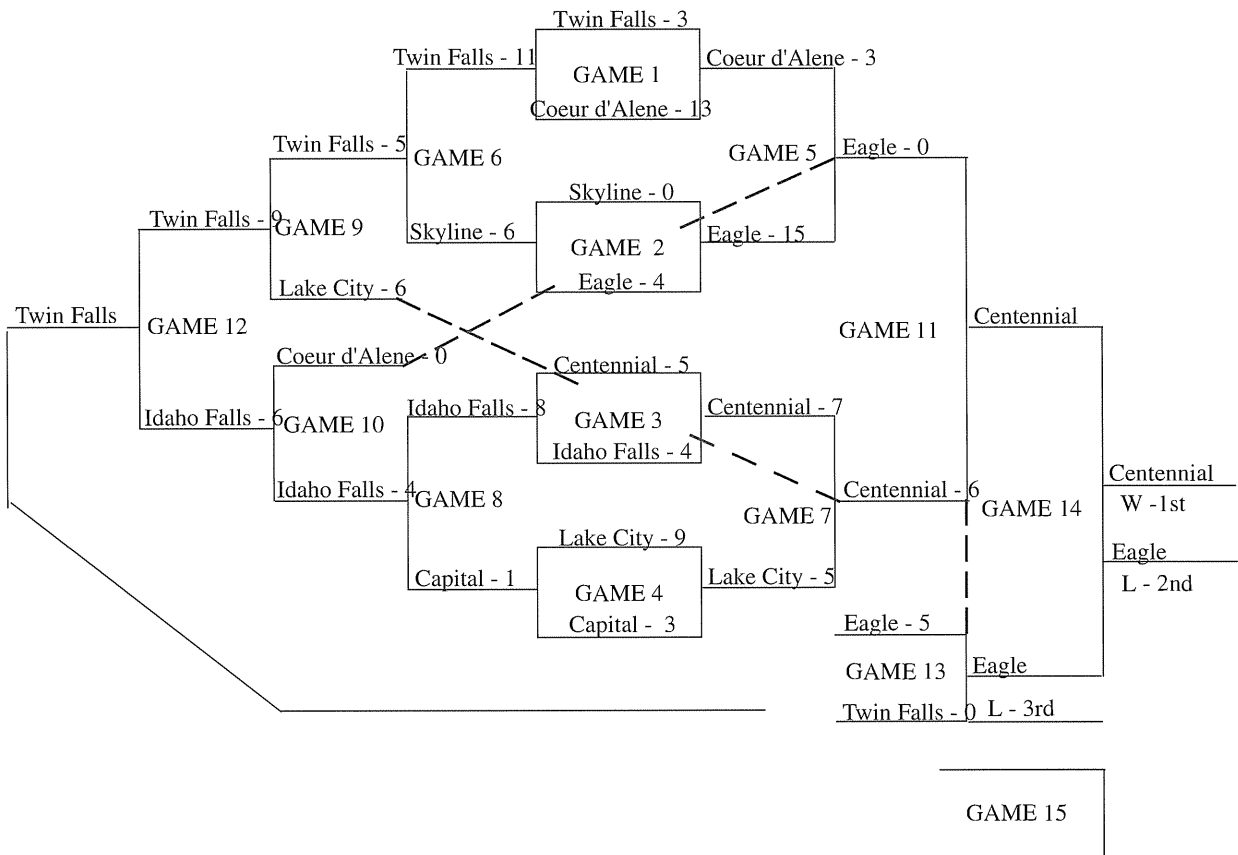 Twin Falls - 3
Twin Falls - 11
GAME 1
Coeur d'Alene - 3
Coeur d'Alene - 13
Twin Falls - 5
GAME 6
GAME 5
Eagle - 0
Skyline - 0
Twin Falls - 9
GAME 9
Skyline - 6
GAME 2
Eagle - 15
Eagle - 4
Lake City - 6
Twin Falls
GAME 12
GAME 11
Centennial
Coeur d'Alene - 0
Centennial - 5
Idaho Falls - 6
GAME 10
Idaho Falls - 8
GAME 3
Centennial - 7
Idaho Falls - 4
Idaho Falls - 4
GAME 8
GAME 7
Centennial - 6
GAME 14
Centennial
W -1st
Lake City - 9
Eagle
Capital - 1
GAME 4
Lake City - 5
L - 2nd
Capital - 3
Eagle - 5
GAME 13
Eagle
Twin Falls - 0
L - 3rd
GAME 15